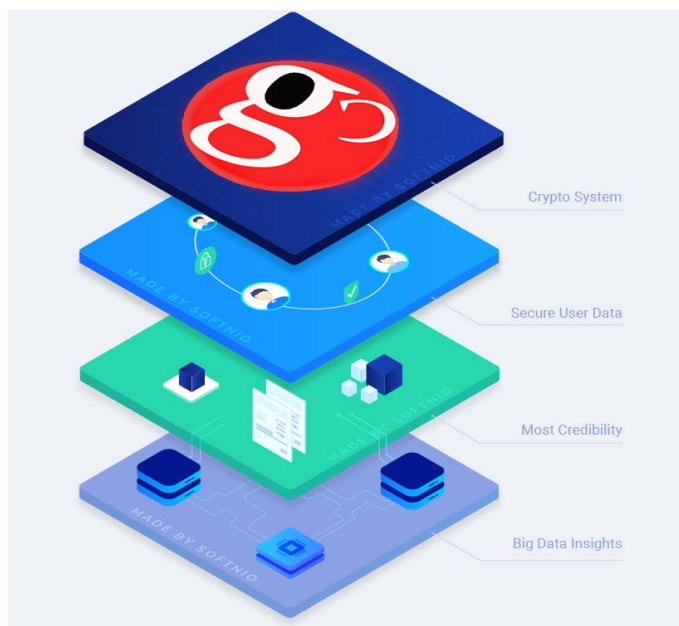 g3
MADE BY SOFTNIO
Crypto System
MADE BY SOFTNIO
Secure User Data
MADE BY SOFTNIO
Most Credibility
MADE BY SOFTNIO
Big Data Insights